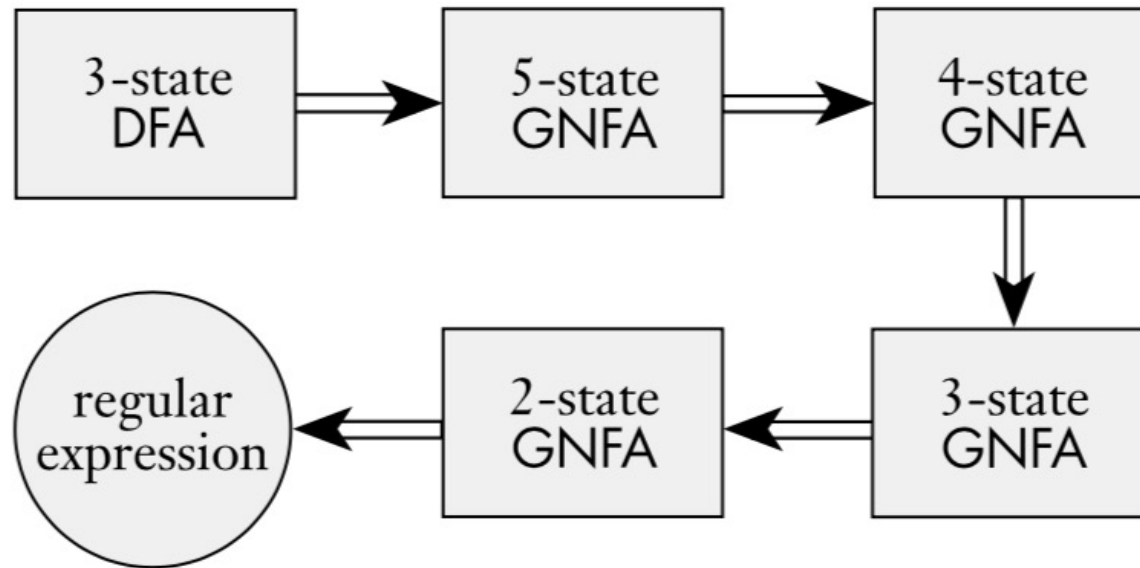 3-state
DFA
5-state
GNFA
4-state
GNFA
3-state
GNFA
2-state
GNFA
regular
expression